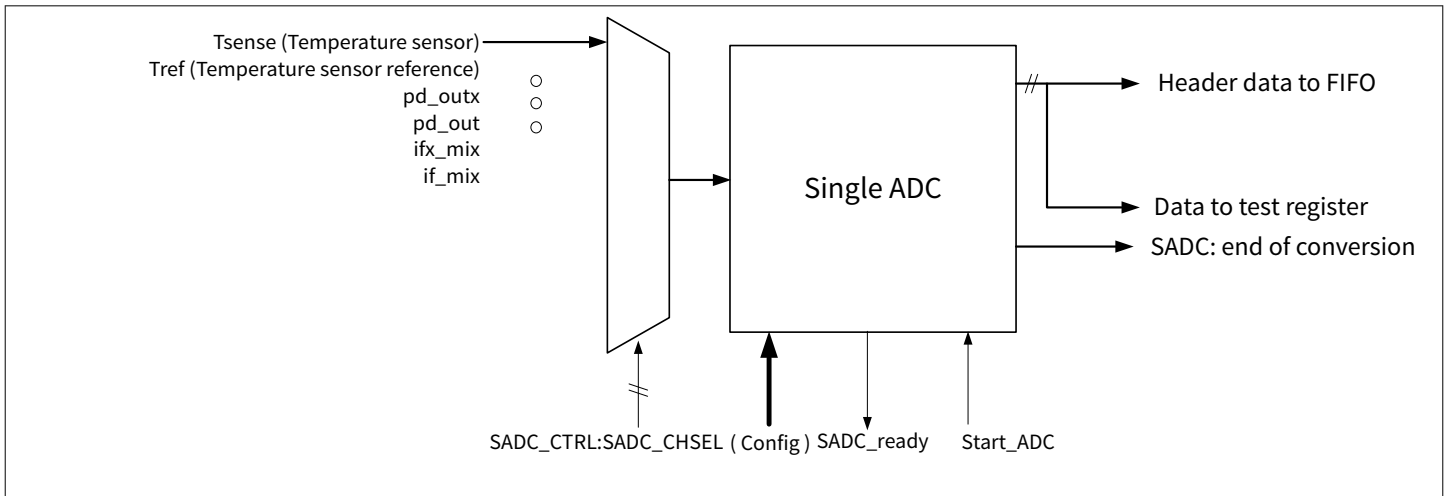 Tsense (Temperature sensor)
Tref (Temperature sensor reference)
pd_outx
pd_out
ifx_mix
if_mix
Single ADC
Header data to FIFO
Data to test register
SADC: end of conversion
SADC_CTRL:SADC_CHSEL (Config) SADC_ready Start_ADC